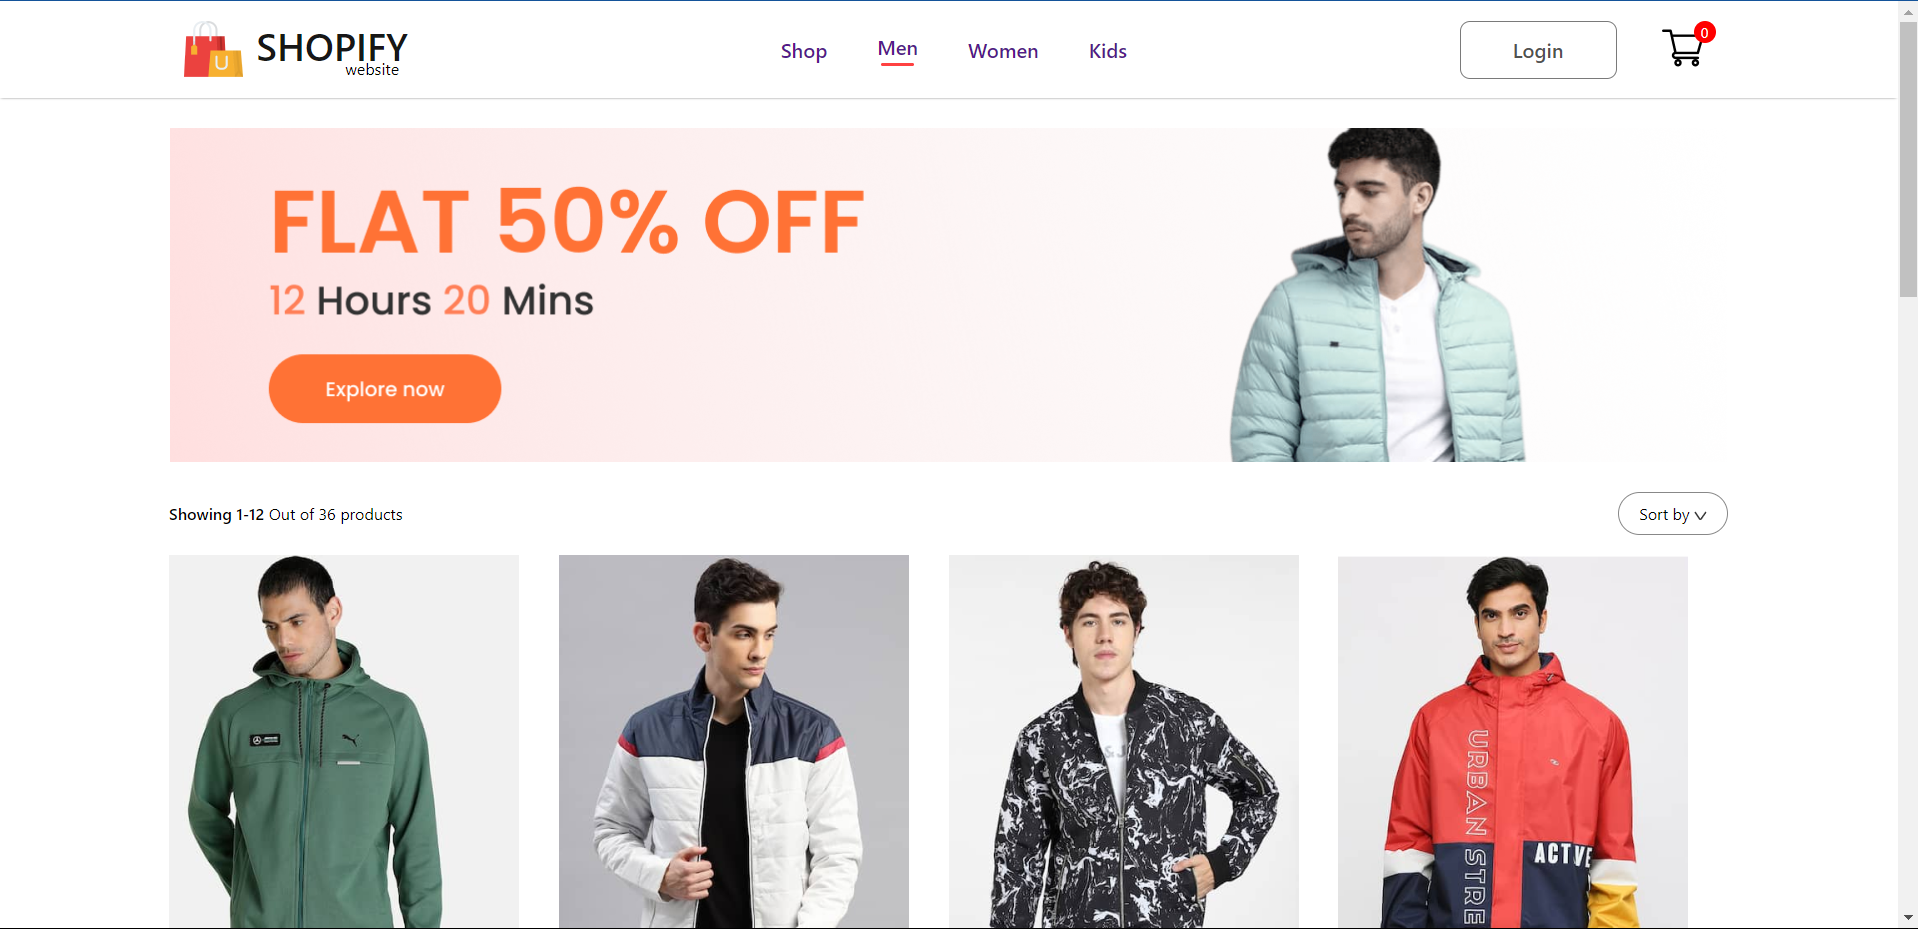 SHOPIFY
website
U
Shop
Men
Women
Kids
Login
0
FLAT 50% OFF
12 Hours 20 Mins
Explore now
Showing 1-12 Out of 36 products
Sort by
URBAN STRE
ACTVE